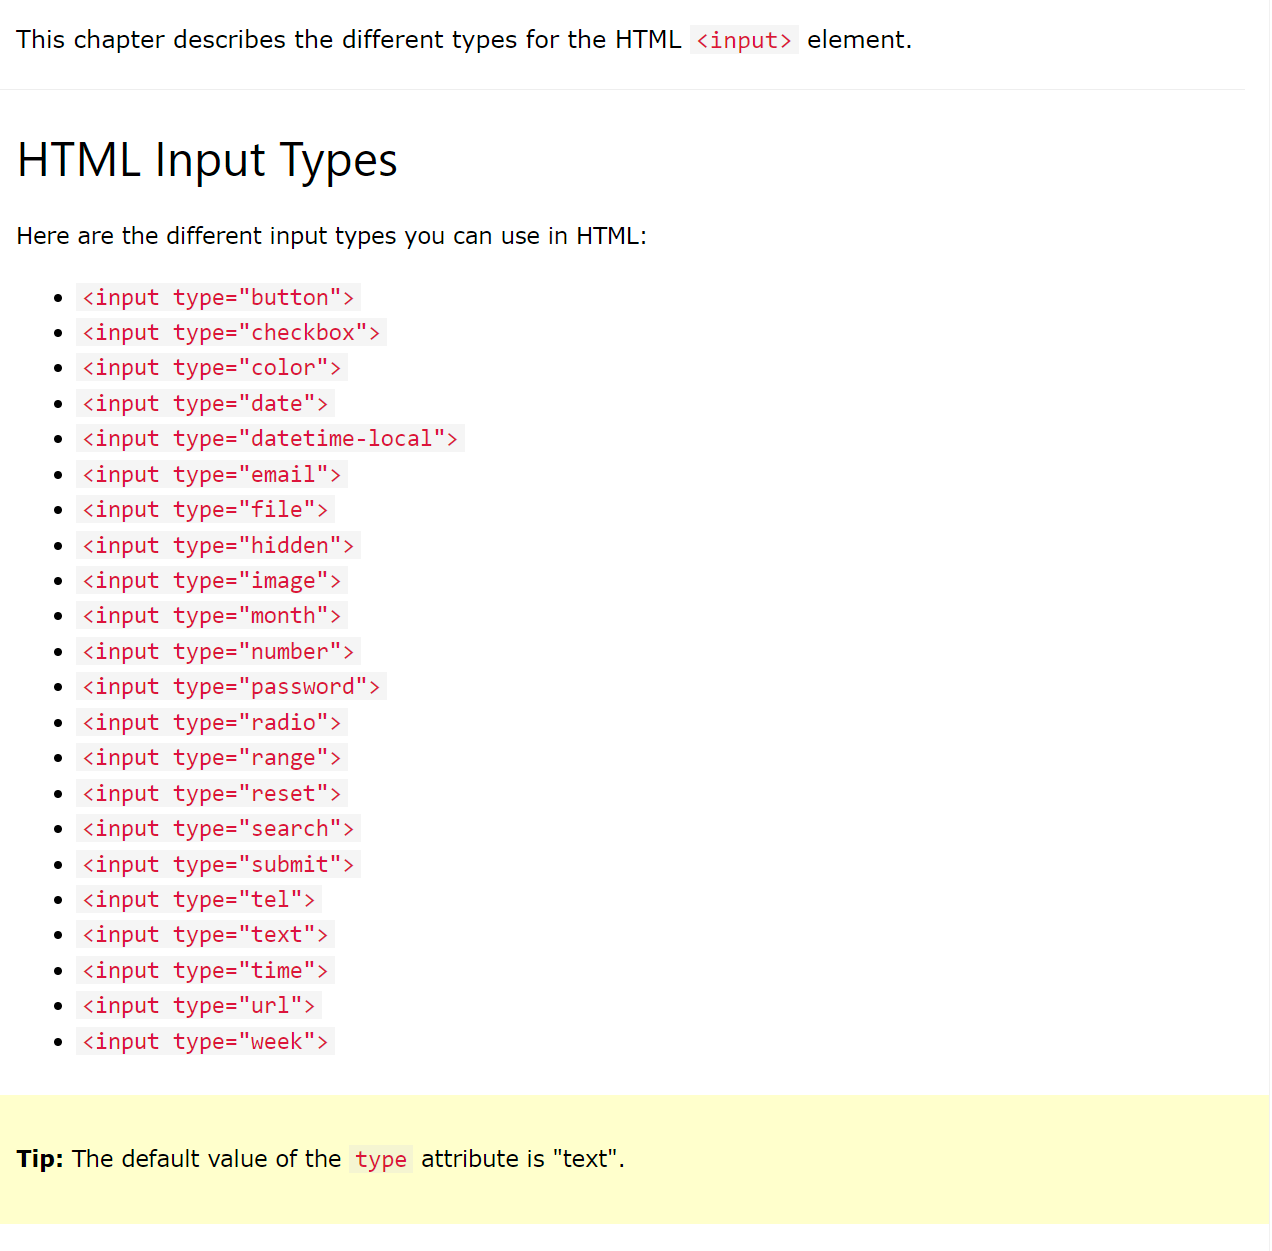 This chapter describes the different types for the HTML <input> element.
HTML Input Types
Here are the different input types you can use in HTML:
<input type="button">
<input type="checkbox">
<input type="color">
<input type="date">
<input type="datetime-local">
<input type="email">
<input type="file">
<input type="hidden">
<input type="image">
<input type="month">
<input type="number">
<input type="password">
<input type="radio">
<input type="range">
<input type="reset">
<input type="search">
<input type="submit">
<input type="tel">
<input type="text">
<input type="time">
<input type="url">
<input type="week">
Tip: The default value of the type attribute is "text".